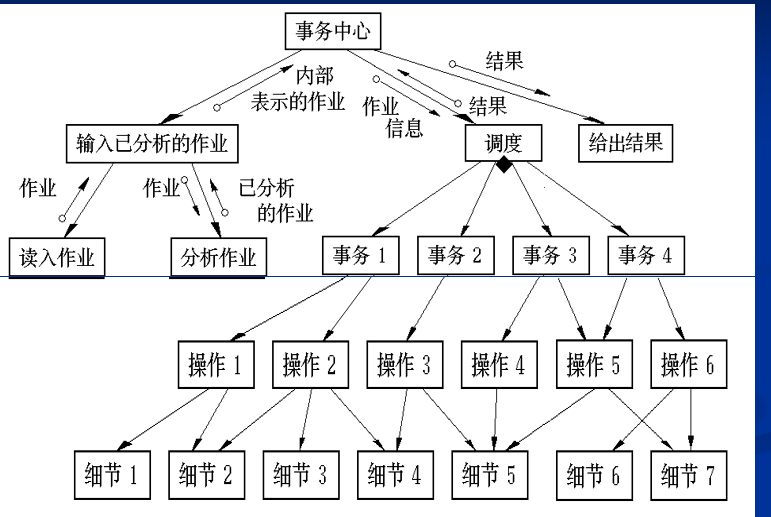 事务中心
结果
内部
表示的作业
作业
信息
结果
输入已分析的作业
调度
给出结果
作业
作业
已分析
的作业
读入作业
分析作业
事务 1
事务 2
事务 3
事务 4
操作 1
操作 2
操作 3
操作 4
操作 5
操作 6
细节 1
细节 2
细节 3
细节 4
细节 5
细节 6
细节 7